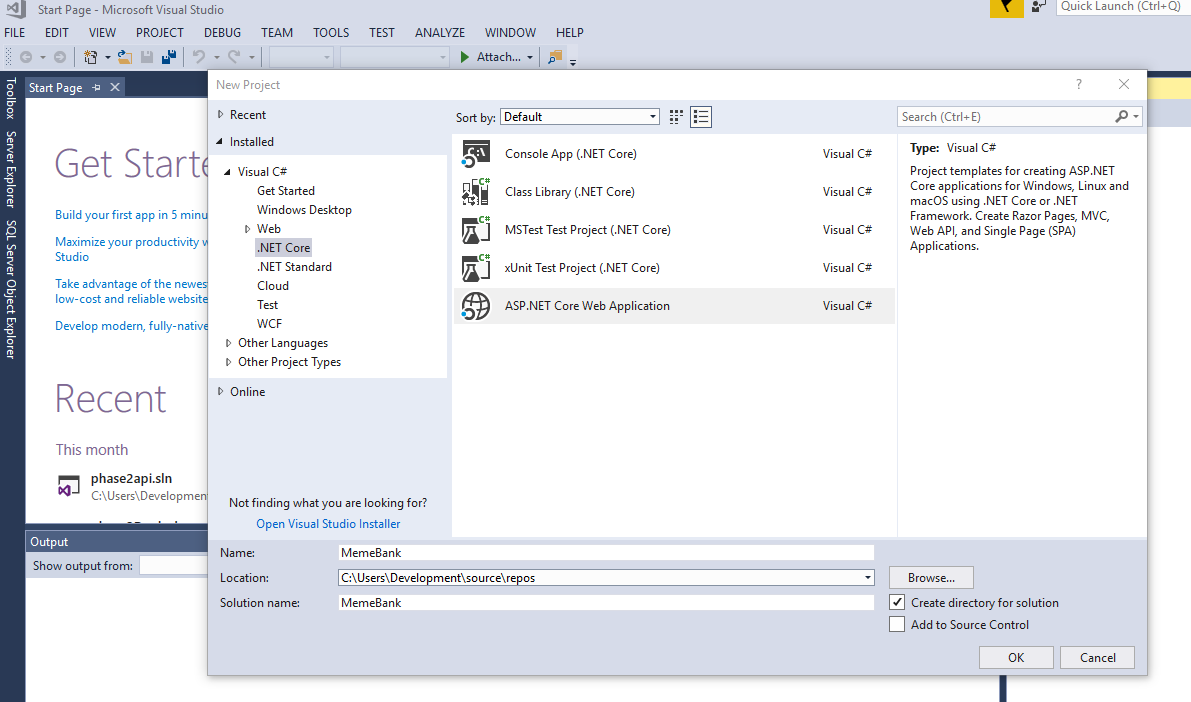 Start Page - Microsoft Visual Studio
Quick Launch (Ctrl+Q)
FILE EDIT VIEW PROJECT DEBUG TEAM TOOLS TEST ANALYZE WINDOW HELP
Attach...
Toolbox
Server Explorer
SQL Server Object Explorer
Start Page
Get Starte
Build your first app in 5 minu
Maximize your productivity
Studio
Take advantage of the newes
low-cost and reliable website
Develop modern, fully-native
Recent
This month
phase2api.sln
C:\Users\Development
Output
Show output from:
New Project
?
Recent
Installed
Visual C#
Get Started
Windows Desktop
Web
.NET Core
.NET Standard
Cloud
Test
WCF
Other Languages
Other Project Types
Online
Not finding what you are looking for?
Open Visual Studio Installer
Sort by: Default
Console App (.NET Core) Visual C#
Class Library (.NET Core) Visual C#
MSTest Test Project (.NET Core) Visual C#
xUnit Test Project (.NET Core) Visual C#
ASP.NET Core Web Application Visual C#
Search (Ctrl+E)
Type: Visual C#
Project templates for creating ASP.NET
Core applications for Windows, Linux and
macOS using .NET Core or .NET
Framework. Create Razor Pages, MVC,
Web API, and Single Page (SPA)
Applications.
Name: MemeBank
Location: C:\Users\Development\source\repos
Browse...
Solution name: MemeBank
Create directory for solution
Add to Source Control
OK Cancel